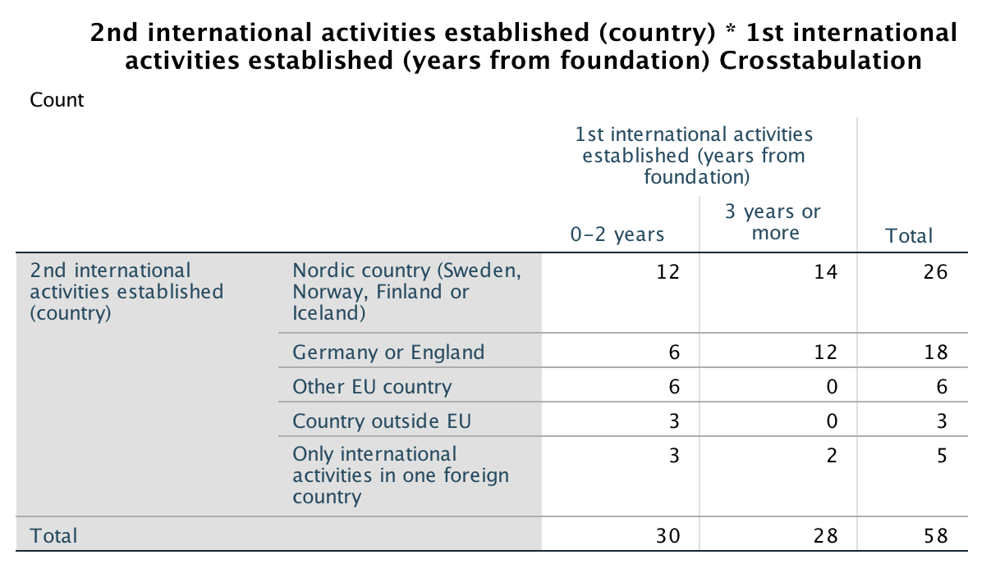 2nd international activities established (country) * 1st international
activities established (years from foundation) Crosstabulation
Count
1st international activities
established (years from
foundation)
0-2 years
3 years or
more
Total
2nd international
activities established
(country)
Nordic country (Sweden,
Norway, Finland or
Iceland)
12 14 26
Germany or England 6 12 18
Other EU country 6 0 6
Country outside EU 3 0 3
Only international
activities in one foreign
country
3 2 5
Total 30 28 58